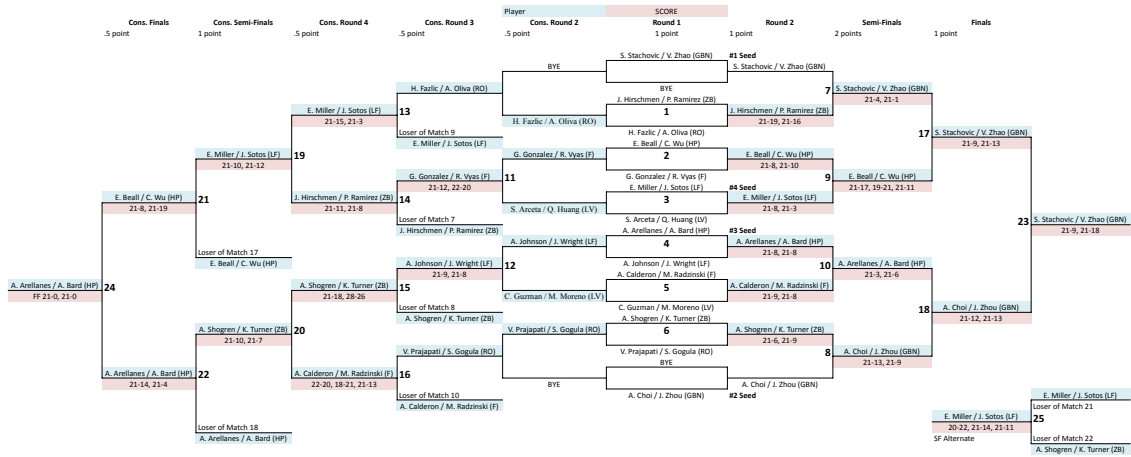 Player SCORE
Cons. Finals Cons. Semi-Finals Cons. Round 4 Cons. Round 3 Cons. Round 2 Round 1 Round 2 Semi-Finals Finals
.5 point 1 point .5 point .5 point .5 point 1 point 1 point 2 points 1 point
S. Stachovic / V. Zhao (GBN) #1 Seed
BYE S. Stachovic / V. Zhao (GBN)
BYE
H. Fazlic / A. Oliva (RO) 7 S. Stachovic / V. Zhao (GBN)
21-4, 21-1
J. Hirschmen / P. Ramirez (ZB)
E. Miller / J. Sotos (LF) 13 1 J. Hirschmen / P. Ramirez (ZB)
21-15, 21-3 H. Fazlic / A. Oliva (RO) 21-19, 21-16
Loser of Match 9 H. Fazlic / A. Oliva (RO) 17 S. Stachovic / V. Zhao (GBN)
E. Miller / J. Sotos (LF) E. Beall / C. Wu (HP) 21-9, 21-13
E. Miller / J. Sotos (LF) 19 G. Gonzalez / R. Vyas (F) 2 E. Beall / C. Wu (HP)
21-10, 21-12 21-8, 21-10
G. Gonzalez / R. Vyas (F) 11 G. Gonzalez / R. Vyas (F) 9 E. Beall / C. Wu (HP)
21-12, 22-20 21-17, 19-21, 21-11
E. Miller / J. Sotos (LF) #4 Seed
E. Beall / C. Wu (HP) 21 J. Hirschmen / P. Ramirez (ZB) 14 3 E. Miller / J. Sotos (LF)
21-8, 21-19 21-11, 21-8 S. Arceta / Q. Huang (LV) 21-8, 21-3
Loser of Match 7 S. Arceta / Q. Huang (LV) 23 S. Stachovic / V. Zhao (GBN)
J. Hirschmen / P. Ramirez (ZB) A. Arellanes / A. Bard (HP) #3 Seed 21-9, 21-18
A. Johnson / J. Wright (LF) 4 A. Arellanes / A. Bard (HP)
Loser of Match 17 21-8, 21-8
E. Beall / C. Wu (HP) A. Johnson / J. Wright (LF) 12 A. Johnson / J. Wright (LF) 10 A. Arellanes / A. Bard (HP)
21-9, 21-8 A. Calderon / M. Radzinski (F) 21-3, 21-6
A. Arellanes / A. Bard (HP) 24 A. Shogren / K. Turner (ZB) 15 5 A. Calderon / M. Radzinski (F)
FF 21-0, 21-0 21-18, 28-26 C. Guzman / M. Moreno (LV) 21-9, 21-8
Loser of Match 8 C. Guzman / M. Moreno (LV) 18 A. Choi / J. Zhou (GBN)
A. Shogren / K. Turner (ZB) A. Shogren / K. Turner (ZB) 21-12, 21-13
A. Shogren / K. Turner (ZB) 20 V. Prajapati / S. Gogula (RO) 6 A. Shogren / K. Turner (ZB)
21-10, 21-7 21-6, 21-9
V. Prajapati / S. Gogula (RO) V. Prajapati / S. Gogula (RO) 8 A. Choi / J. Zhou (GBN)
21-13, 21-9
BYE
A. Arellanes / A. Bard (HP) 22 A. Calderon / M. Radzinski (F) 16
21-14, 21-4 22-20, 18-21, 21-13 BYE A. Choi / J. Zhou (GBN)
Loser of Match 10 A. Choi / J. Zhou (GBN) #2 Seed
A. Calderon / M. Radzinski (F) E. Miller / J. Sotos (LF)
Loser of Match 21
E. Miller / J. Sotos (LF) 25
20-22, 21-14, 21-11
Loser of Match 18 SF Alternate Loser of Match 22
A. Arellanes / A. Bard (HP) A. Shogren / K. Turner (ZB)